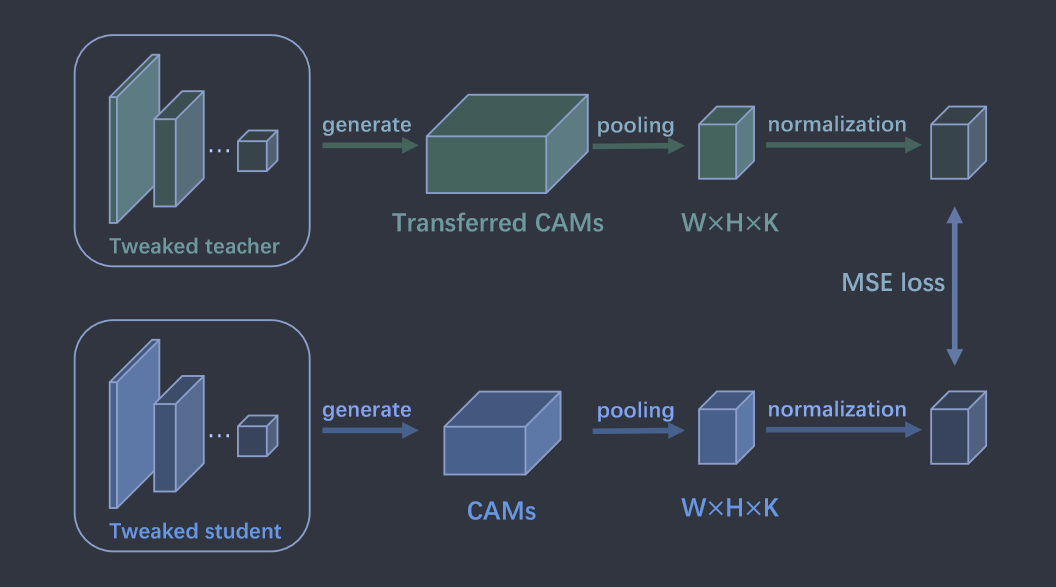 generate
pooling
normalization
...
Transferred CAMs
W×H×K
Tweaked teacher
MSE loss
generate
pooling
normalization
...
CAMs
W×H×K
Tweaked student